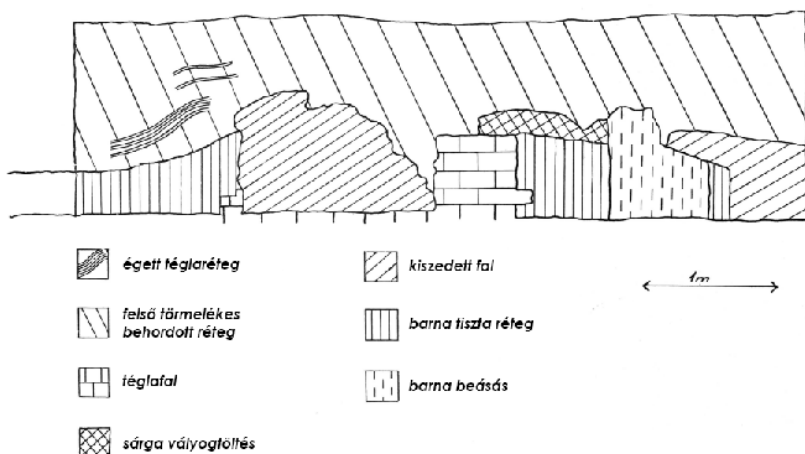 égett téglaréteg
felső törmelékes
behordott réteg
téglafal
sárga vályogtöltés
kiszedett fal
barna tiszta réteg
barna beásás
1m